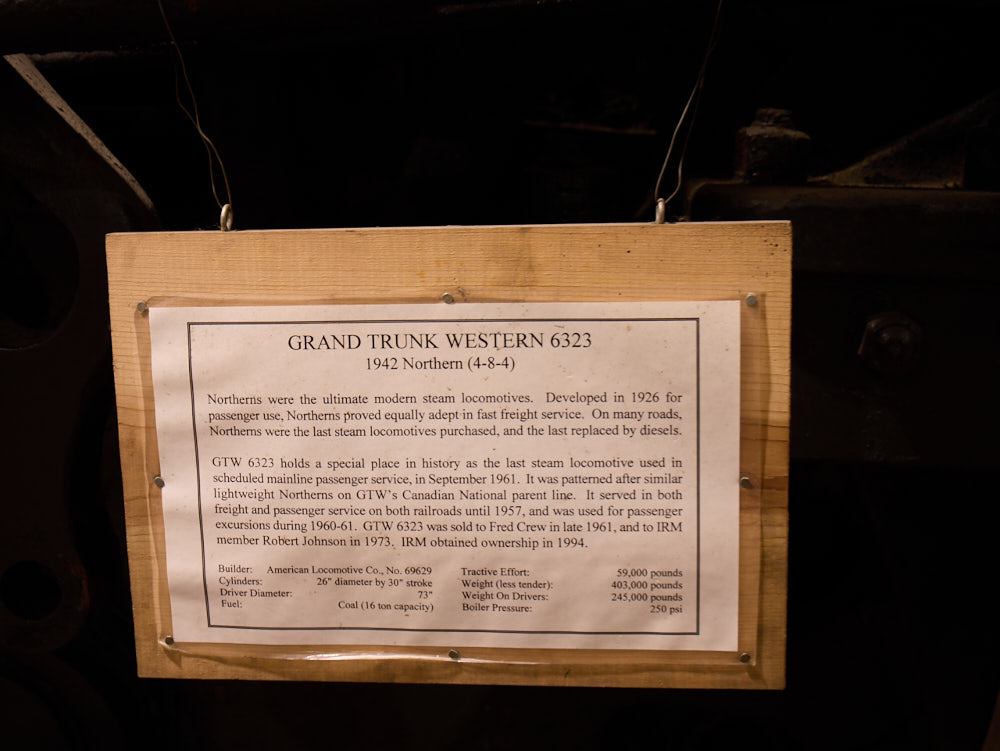 GRAND TRUNK WESTERN 6323
1942 Northern (4-8-4)
Northerns were the ultimate modern steam locomotives. Developed in 1926 for
passenger use, Northerns proved equally adept in fast freight service. On many roads,
Northerns were the last steam locomotives purchased, and the last replaced by diesels.
GTW 6323 holds a special place in history as the last steam locomotive used in
scheduled mainline passenger service, in September 1961. It was patterned after similar
lightweight Northerns on GTW's Canadian National parent line. It served in both
freight and passenger service on both railroads until 1957, and was used for passenger
excursions during 1960-61. GTW 6323 was sold to Fred Crew in late 1961, and to IRM
member Robert Johnson in 1973. IRM obtained ownership in 1994.
Builder: American Locomotive Co., No. 69629
Cylinders: 26" diameter by 30" stroke
Driver Diameter: 73"
Fuel: Coal (16 ton capacity)
Tractive Effort: 59,000 pounds
Weight (less tender): 403,000 pounds
Weight On Drivers: 245,000 pounds
Boiler Pressure: 250 psi